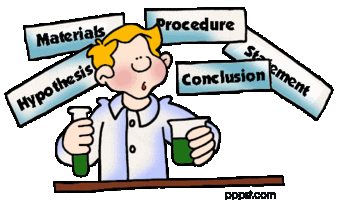 Materials
Procedure
Hypothesis
Conclusion
Statement
pppst.com